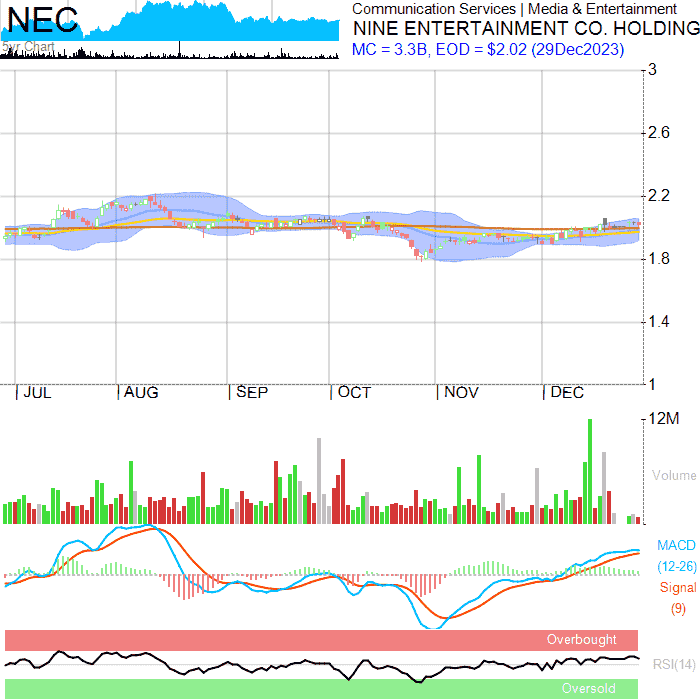 NEC
5yr Chart
Communication Services | Media & Entertainment
NINE ENTERTAINMENT CO. HOLDING
MC = 3.3B, EOD = $2.02 (29Dec2023)
3
2.6
2.2
1.8
1.4
1
JUL AUG SEP OCT NOV DEC
12M
Volume
MACD
(12-26)
Signal
(9)
Overbought
RSI(14)
Oversold